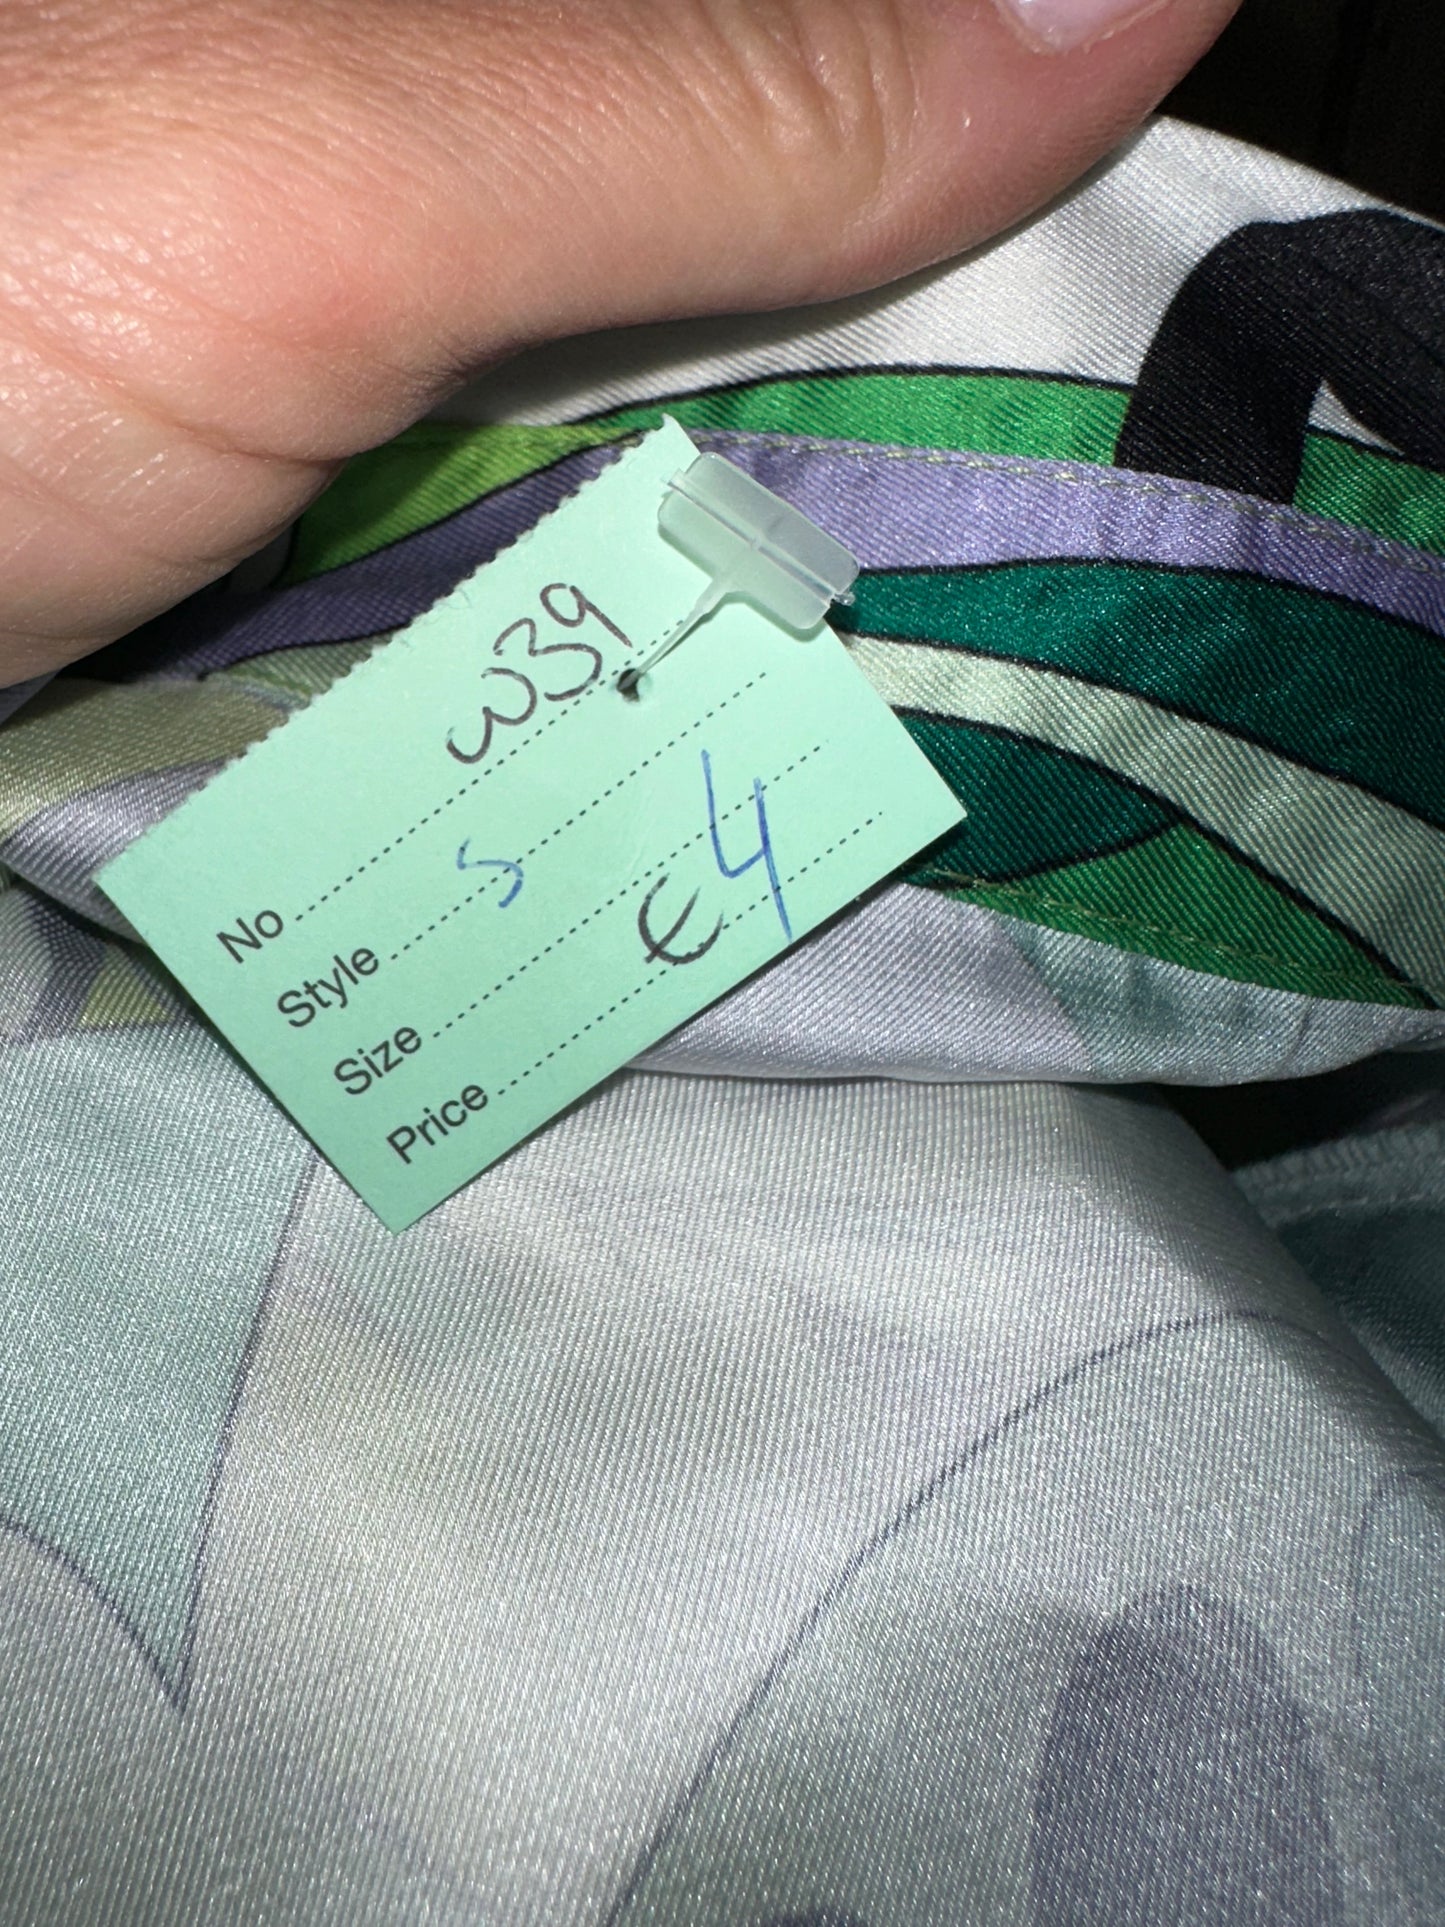 No w39
Style S
Size
Price €4